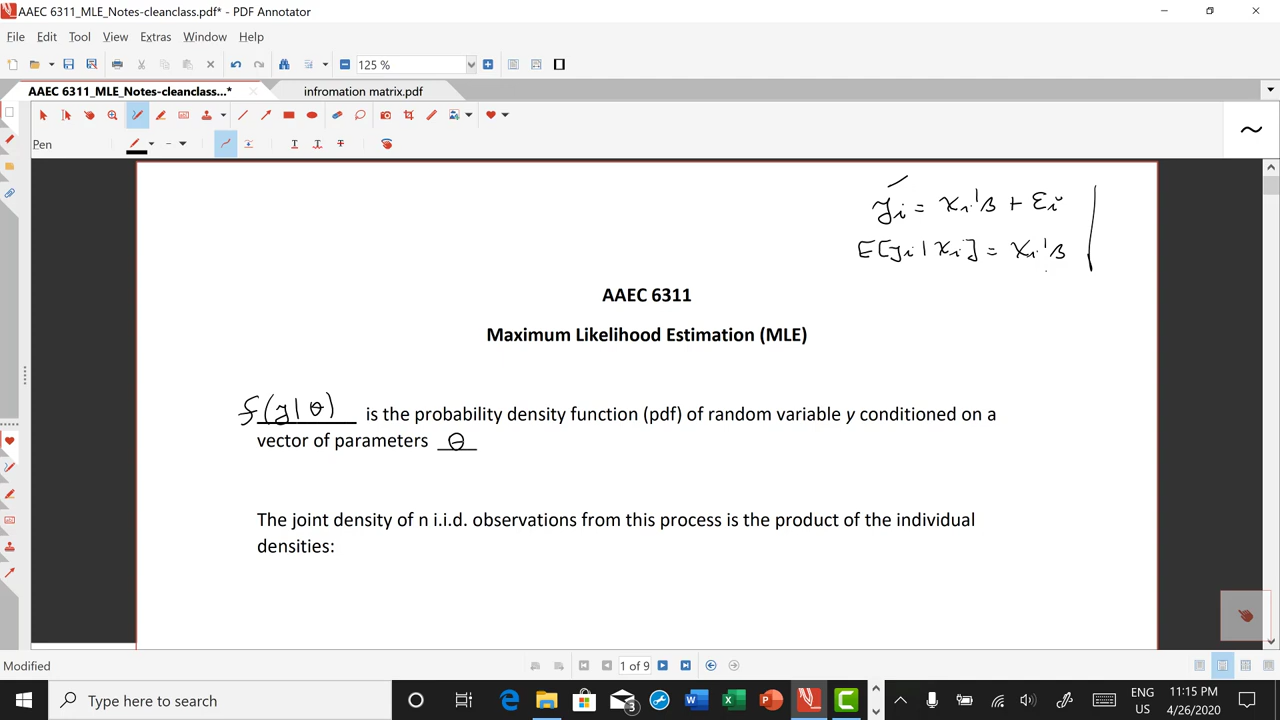 AAEC 6311_MLE_Notes-cleanclass.pdf* - PDF Annotator
File Edit Tool View Extras Window Help
125 %
AAEC 6311_MLE_Notes-cleanclass...* infromation matrix.pdf
Pen
~
yi = xi'β + εi
E[yi | xi] = xi'β
AAEC 6311
Maximum Likelihood Estimation (MLE)
f(y|θ) is the probability density function (pdf) of random variable y conditioned on a
vector of parameters θ
The joint density of n i.i.d. observations from this process is the product of the individual
densities:
Modified 1 of 9
Type here to search 3 ENG US 11:15 PM 4/26/2020